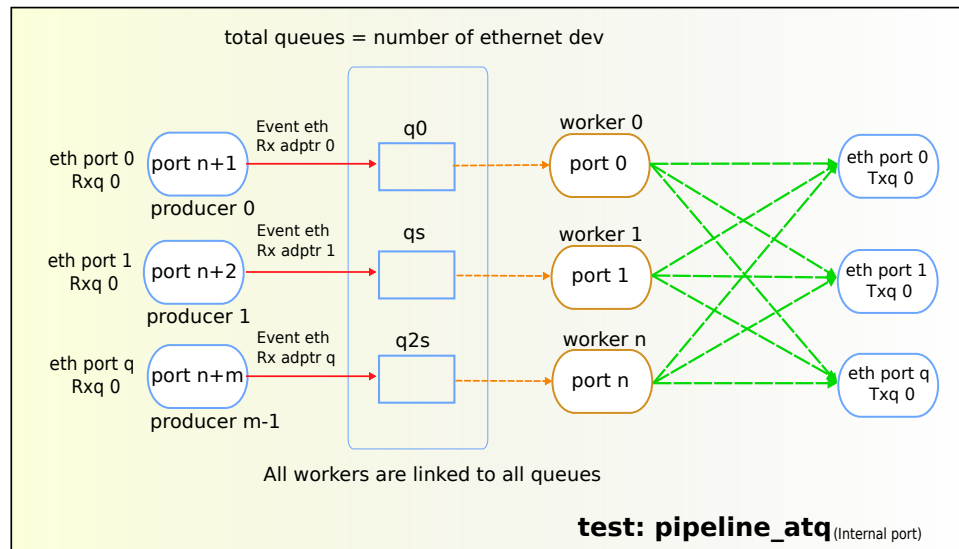 total queues = number of ethernet dev
eth port 0
Rxq 0
port n+1
producer 0
Event eth
Rx adptr 0
q0
worker 0
port 0
eth port 0
Txq 0
eth port 1
Rxq 0
port n+2
producer 1
Event eth
Rx adptr 1
qs
worker 1
port 1
eth port 1
Txq 0
eth port q
Rxq 0
port n+m
producer m-1
Event eth
Rx adptr q
q2s
worker n
port n
eth port q
Txq 0
All workers are linked to all queues
test: pipeline_atq(Internal port)